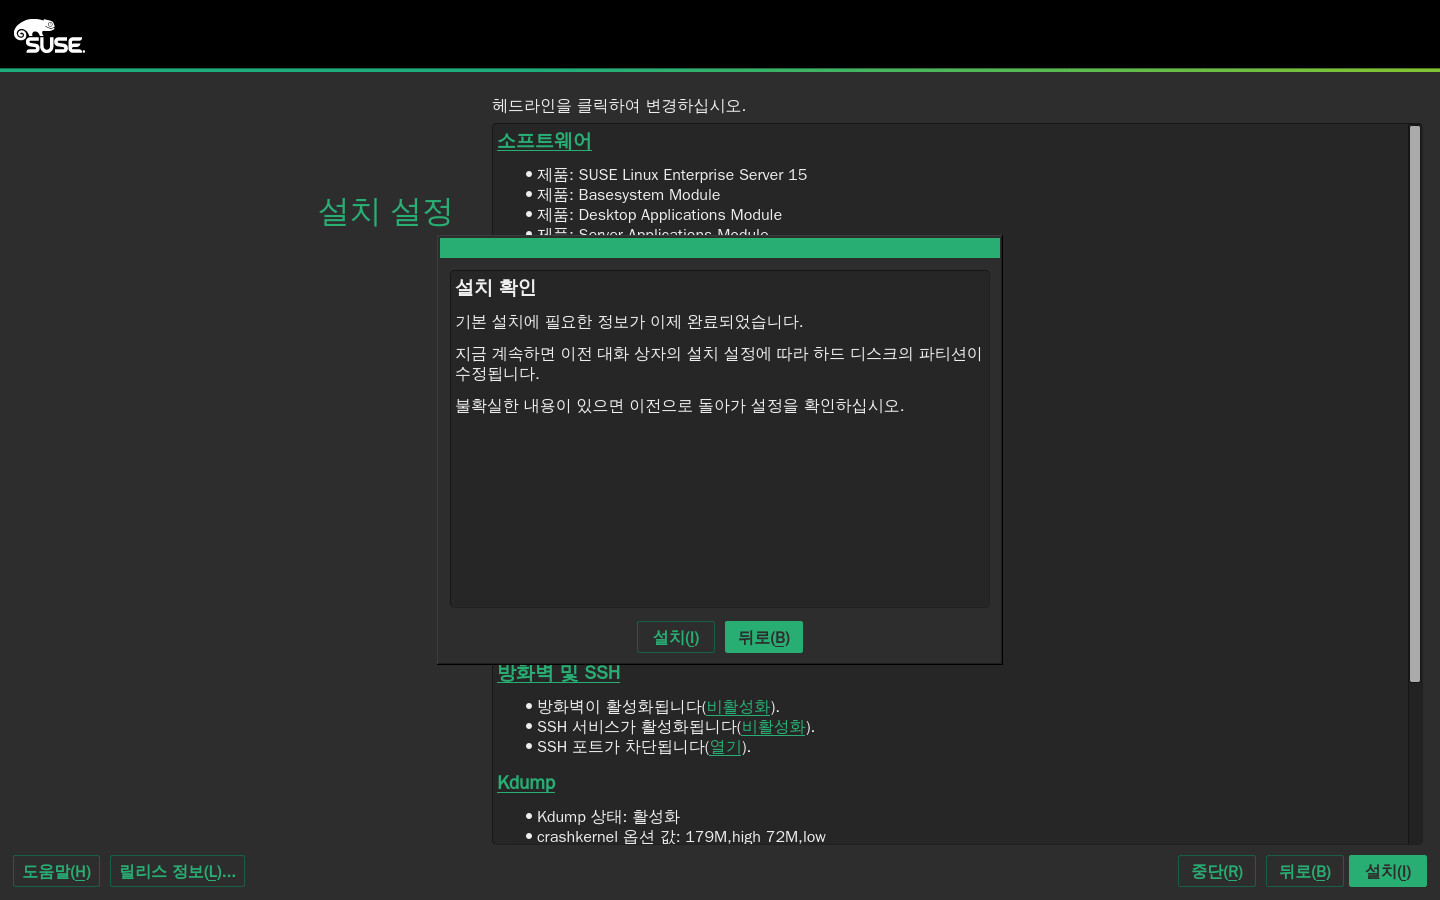 SUSE
헤드라인을 클릭하여 변경하십시오.
소프트웨어
• 제품: SUSE Linux Enterprise Server 15
• 제품: Basesystem Module
• 제품: Desktop Applications Module
• 제품: Server Applications Module
설치 설정
설치 확인
기본 설치에 필요한 정보가 이제 완료되었습니다.
지금 계속하면 이전 대화 상자의 설치 설정에 따라 하드 디스크의 파티션이
수정됩니다.
불확실한 내용이 있으면 이전으로 돌아가 설정을 확인하십시오.
설치(I) 뒤로(B)
방화벽 및 SSH
• 방화벽이 활성화됩니다(비활성화).
• SSH 서비스가 활성화됩니다(비활성화).
• SSH 포트가 차단됩니다(열기).
Kdump
• Kdump 상태: 활성화
• crashkernel 옵션 값: 179M,high 72M,low
도움말(H) 릴리스 정보(L)... 중단(R) 뒤로(B) 설치(I)